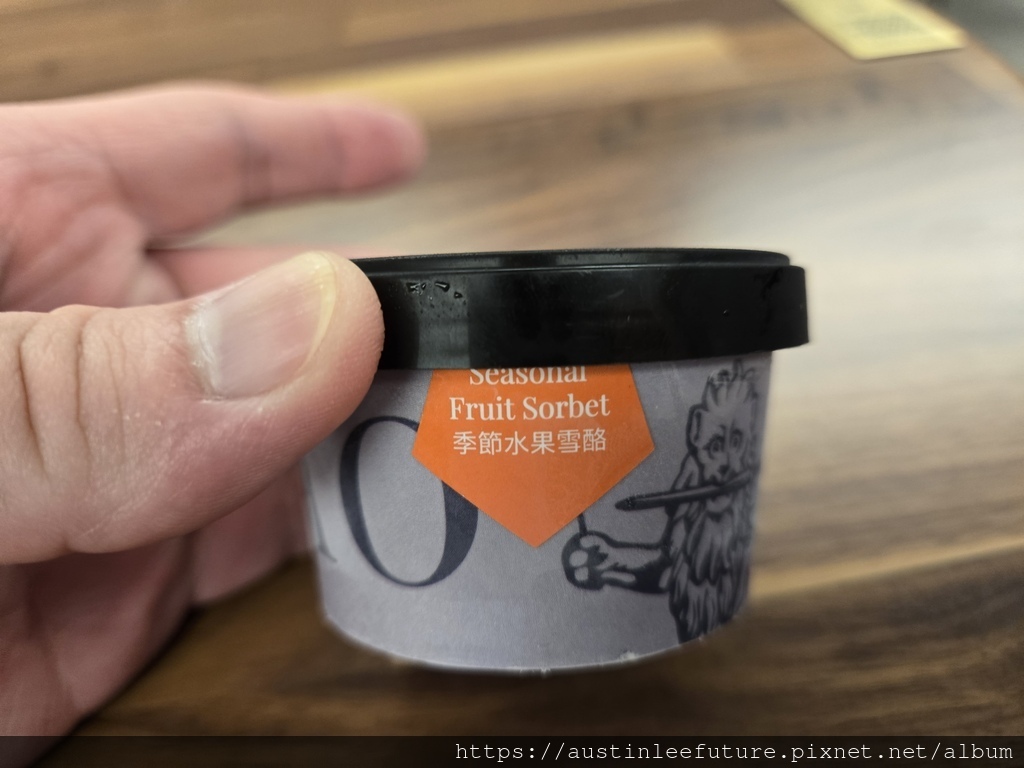 Seasonal
Fruit Sorbet
季節水果雪酪
O
https://austinleefuture.pixnet.net/album